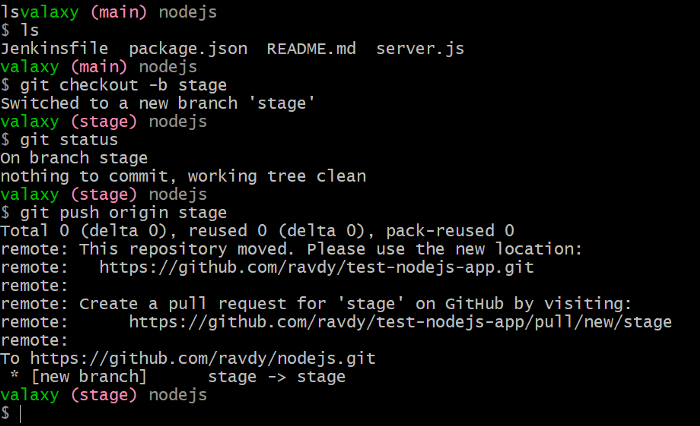 lsvalaxy (main) nodejs
$ ls
Jenkinsfile  package.json  README.md  server.js
valaxy (main) nodejs
$ git checkout -b stage
Switched to a new branch 'stage'
valaxy (stage) nodejs
$ git status
On branch stage
nothing to commit, working tree clean
valaxy (stage) nodejs
$ git push origin stage
Total 0 (delta 0), reused 0 (delta 0), pack-reused 0
remote: This repository moved. Please use the new location:
remote:   https://github.com/ravdy/test-nodejs-app.git
remote:
remote: Create a pull request for 'stage' on GitHub by visiting:
remote:      https://github.com/ravdy/test-nodejs-app/pull/new/stage
remote:
To https://github.com/ravdy/nodejs.git
 * [new branch]      stage -> stage
valaxy (stage) nodejs
$